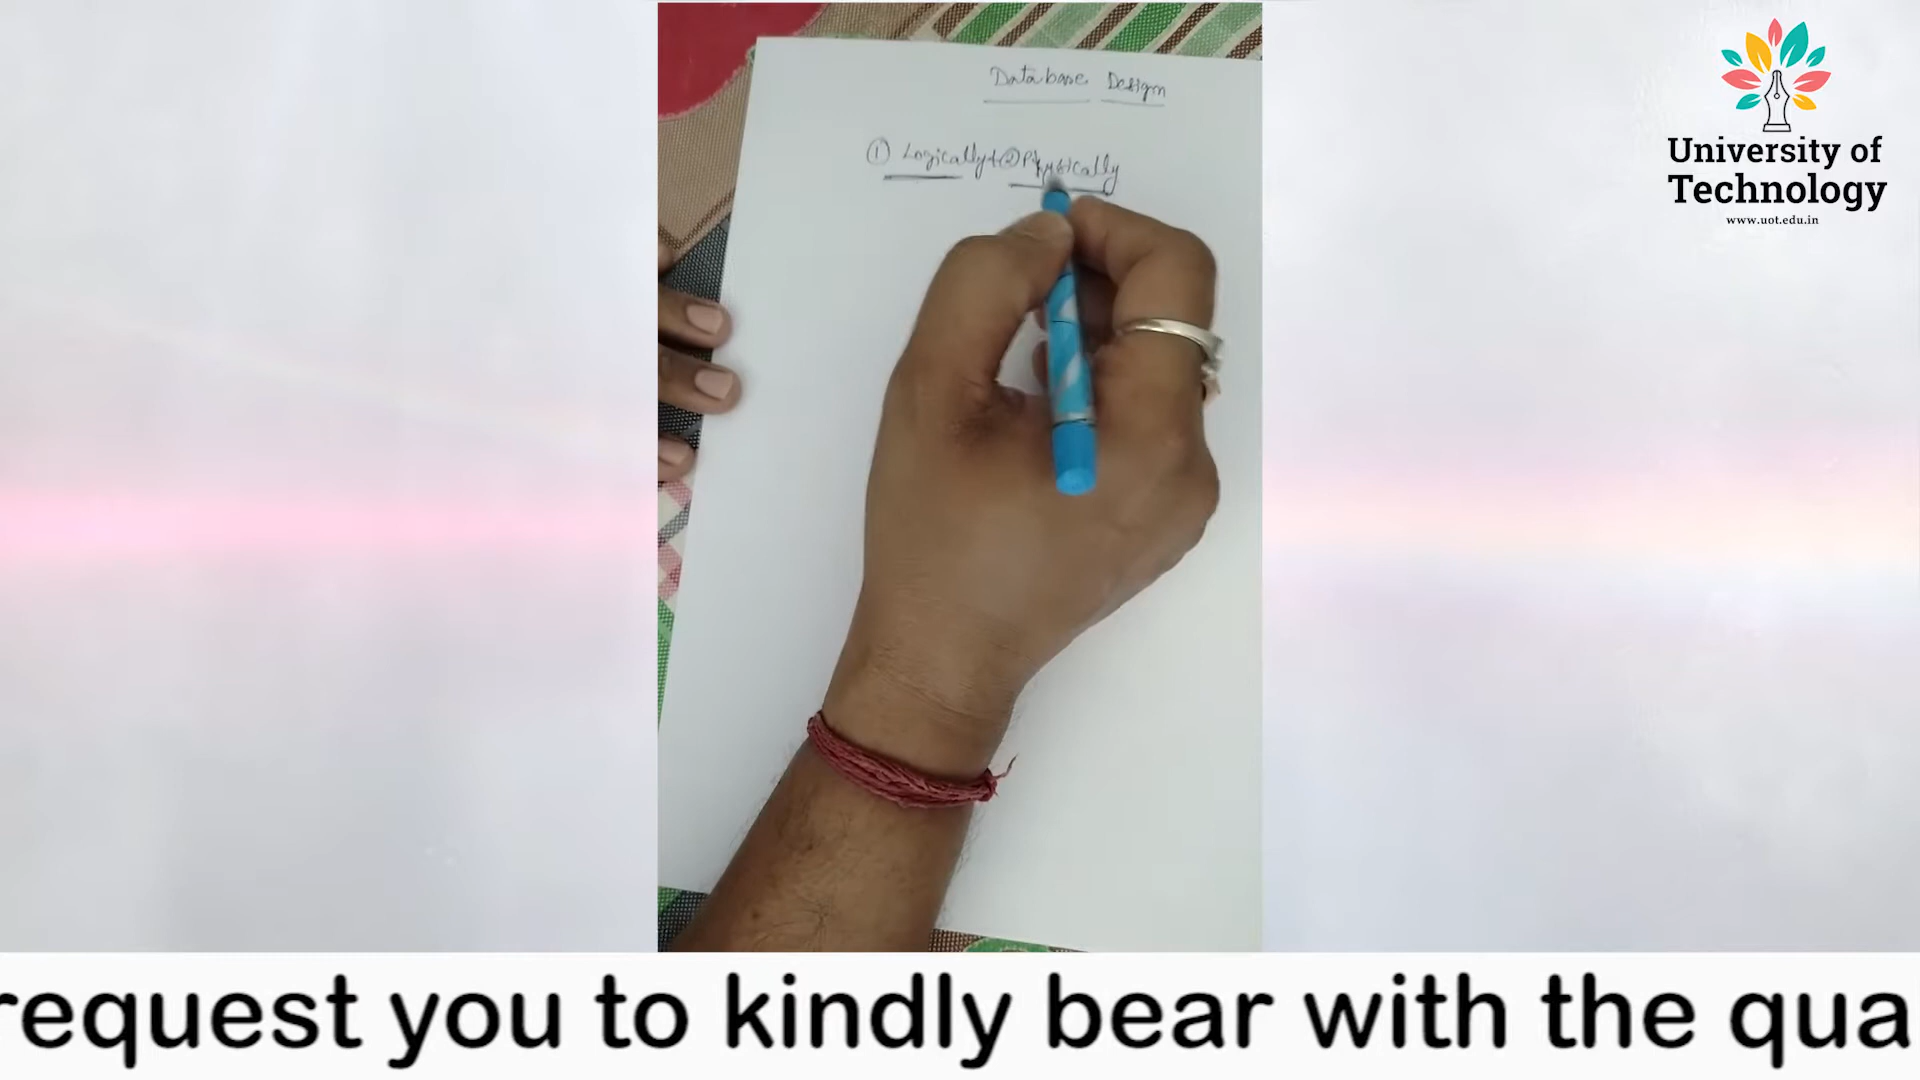 Database Design
① Logically + ② Physically
University of
Technology
www.uot.edu.in
request you to kindly bear with the qua